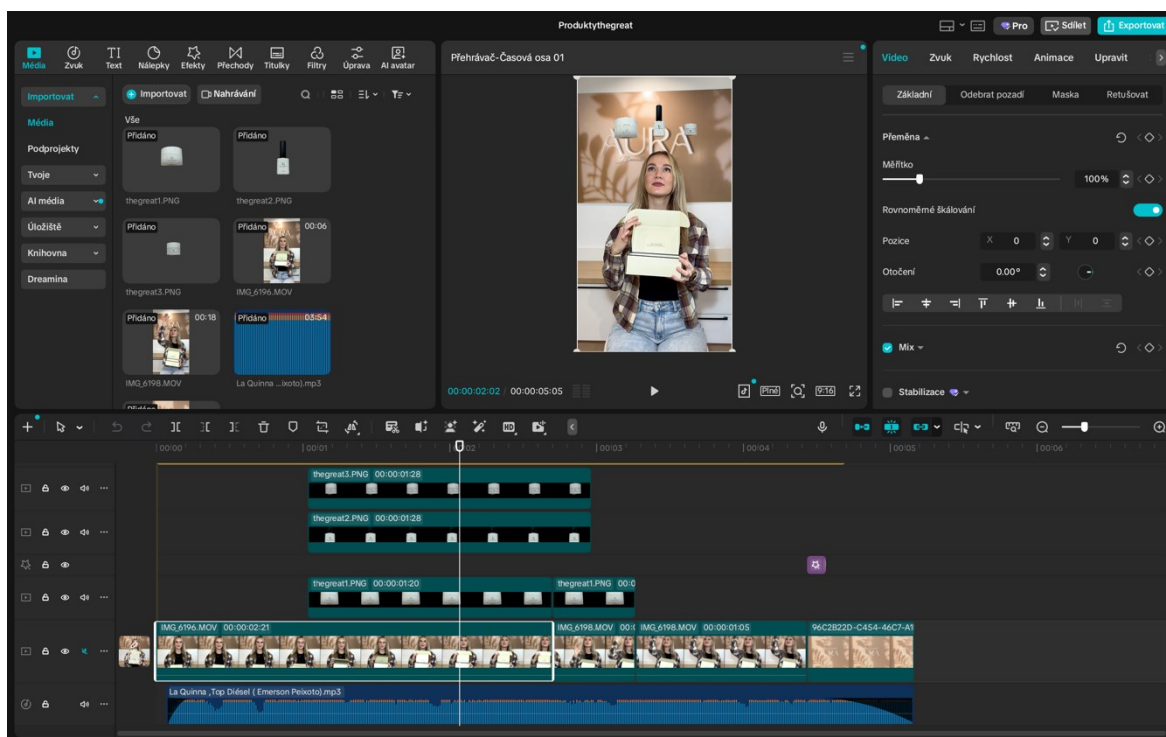 Produktythegreat
Pro
Sdílet
Exportovat
Média
Zvuk
Text
Nálepky
Efekty
Přechody
Titulky
Filtry
Úprava
AI avatar
Importovat
Média
Podprojekty
Tvoje
AI média
Úložiště
Knihovna
Dreamina
Importovat
Nahrávání
Vše
Přidáno
thegreat1.PNG
Přidáno
thegreat2.PNG
Přidáno
thegreat3.PNG
Přidáno 00:06
IMG_6196.MOV
Přidáno 00:18
IMG_6198.MOV
Přidáno 03:54
La Quinna ...ixoto).mp3
Přehrávač-Časová osa 01
AURA
00:00:02:02 / 00:00:05:05
Plné
9:16
Video
Zvuk
Rychlost
Animace
Upravit
Základní
Odebrat pozadí
Maska
Retušovat
Přeměna
Měřítko
100%
Rovnoměrné škálování
Pozice
X 0
Y 0
Otočení
0.00°
Mix
Stabilizace
HD
00:00
00:01
00:02
00:03
00:04
00:05
00:06
thegreat3.PNG 00:00:01:28
thegreat2.PNG 00:00:01:28
thegreat1.PNG 00:00:01:20
thegreat1.PNG 00:0
IMG_6196.MOV 00:00:02:21
IMG_6198.MOV
IMG_6198.MOV 00:00:01:05
96C2B22D-C454-46C7-A1
La Quinna ,Top Diésel ( Emerson Peixoto).mp3